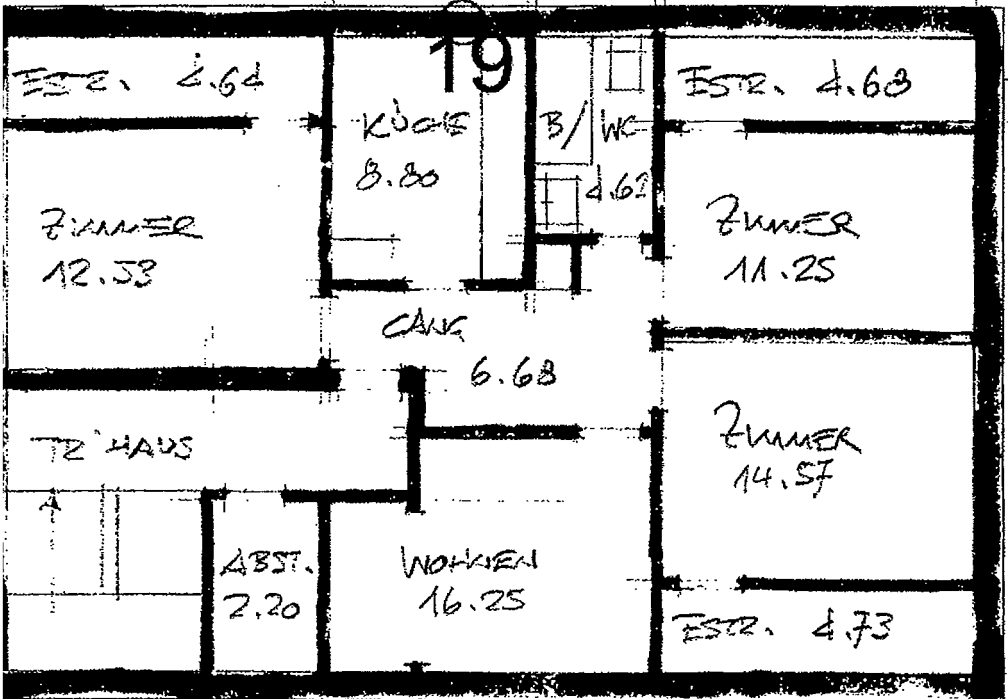 19
ESTR. 4.64
KÜCHE
8.80
B/WC
4.62
ESTR. 4.68
ZIMMER
12.53
ZIMMER
11.25
GANG
6.68
TR'HAUS
ZIMMER
14.57
ABST.
2.20
WOHNEN
16.25
ESTR. 4.73